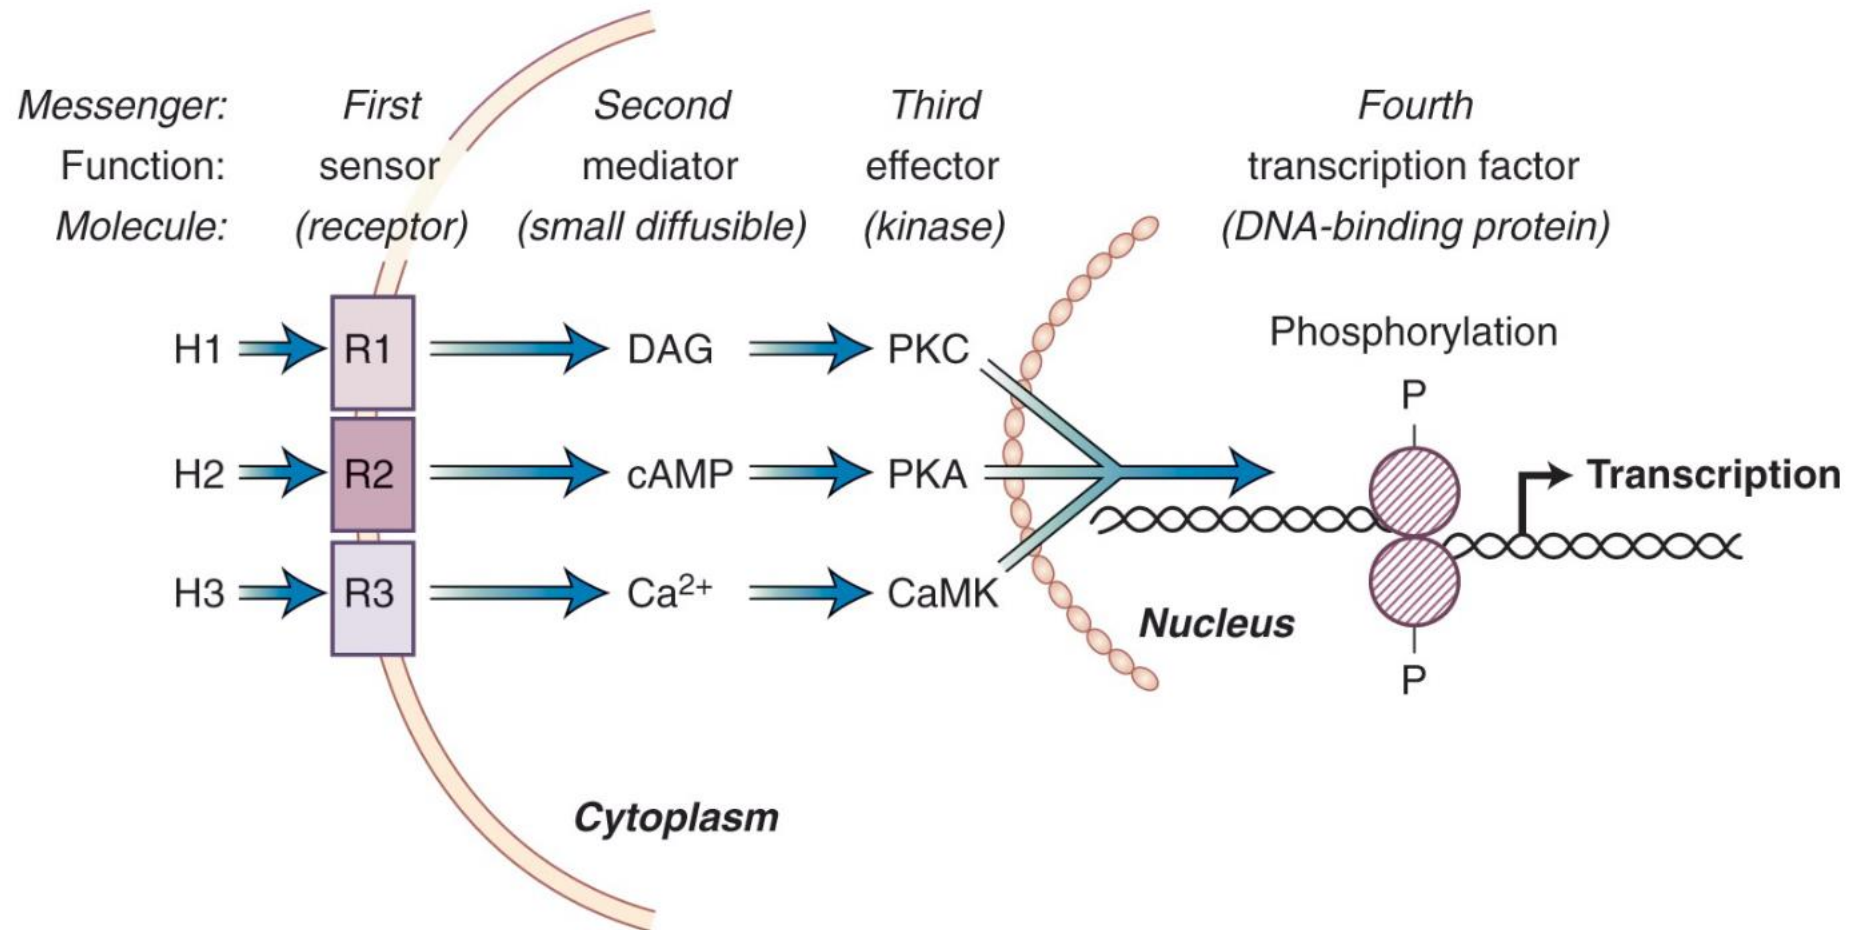 Messenger: First Second Third Fourth
Function: sensor mediator effector transcription factor
Molecule: (receptor) (small diffusible) (kinase) (DNA-binding protein)
Phosphorylation
H1 R1 DAG PKC
P
H2 R2 cAMP PKA Transcription
H3 R3 Ca²⁺ CaMK
Nucleus
P
Cytoplasm